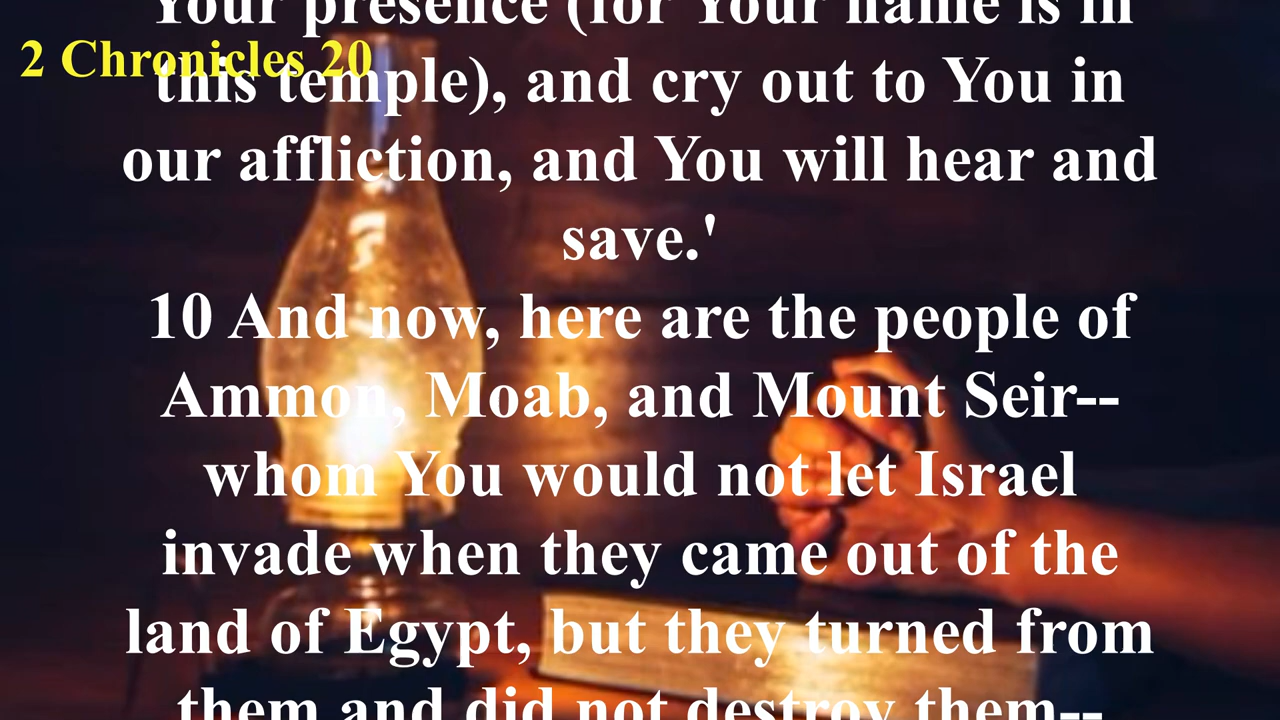 Your presence (for Your name is in
2 Chronicles 20
this temple), and cry out to You in
our affliction, and You will hear and
save.'
10 And now, here are the people of
Ammon, Moab, and Mount Seir--
whom You would not let Israel
invade when they came out of the
land of Egypt, but they turned from
them and did not destroy them--